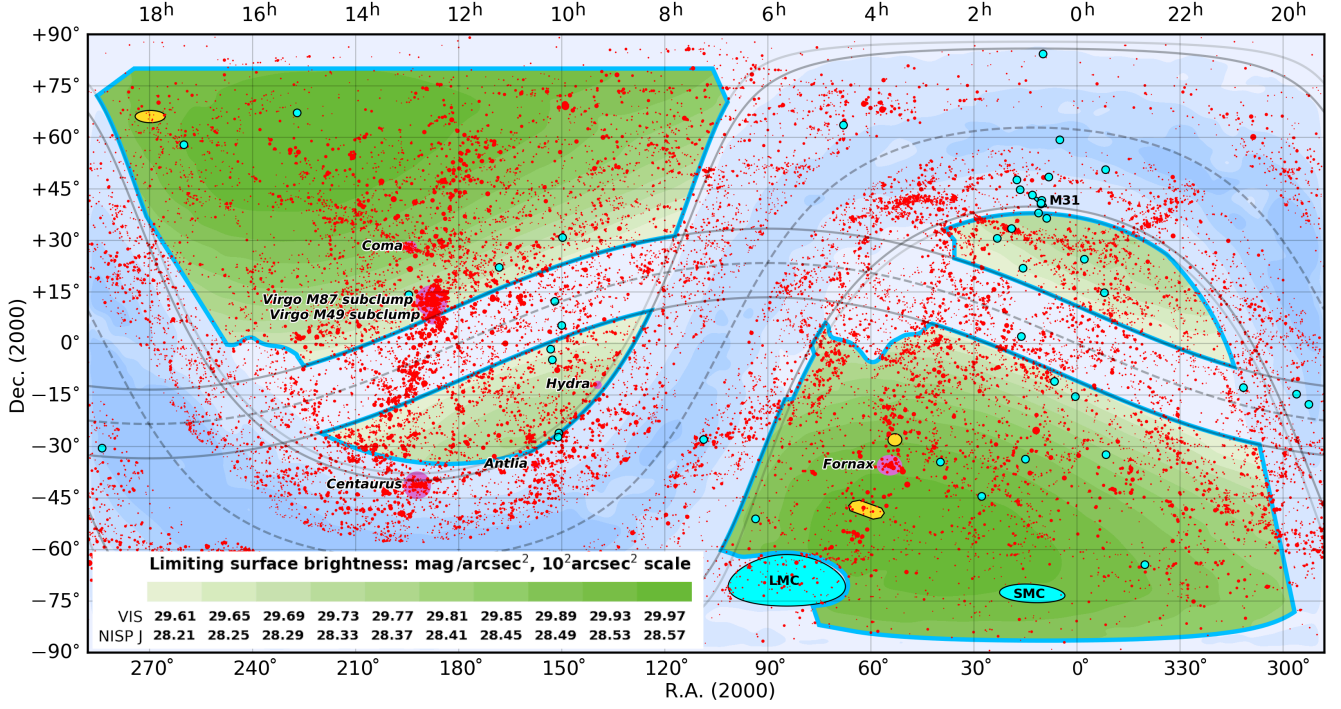 18h 16h 14h 12h 10h 8h 6h 4h 2h 0h 22h 20h
+90°
+75°
+60°
+45°
+30°
+15°
0°
−15°
−30°
−45°
−60°
−75°
−90°
Dec. (2000)
M31
Coma
Virgo M87 subclump
Virgo M49 subclump
Hydra
Antlia
Fornax
Centaurus
LMC
SMC
Limiting surface brightness: mag/arcsec², 10²arcsec² scale
VIS 29.61 29.65 29.69 29.73 29.77 29.81 29.85 29.89 29.93 29.97
NISP J 28.21 28.25 28.29 28.33 28.37 28.41 28.45 28.49 28.53 28.57
270° 240° 210° 180° 150° 120° 90° 60° 30° 0° 330° 300°
R.A. (2000)